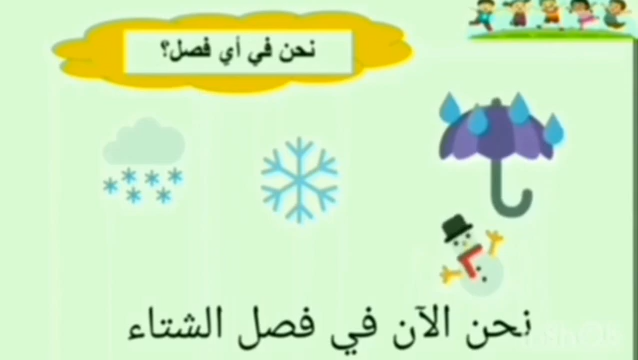 نحن في أي فصل؟
نحن الآن في فصل الشتاء